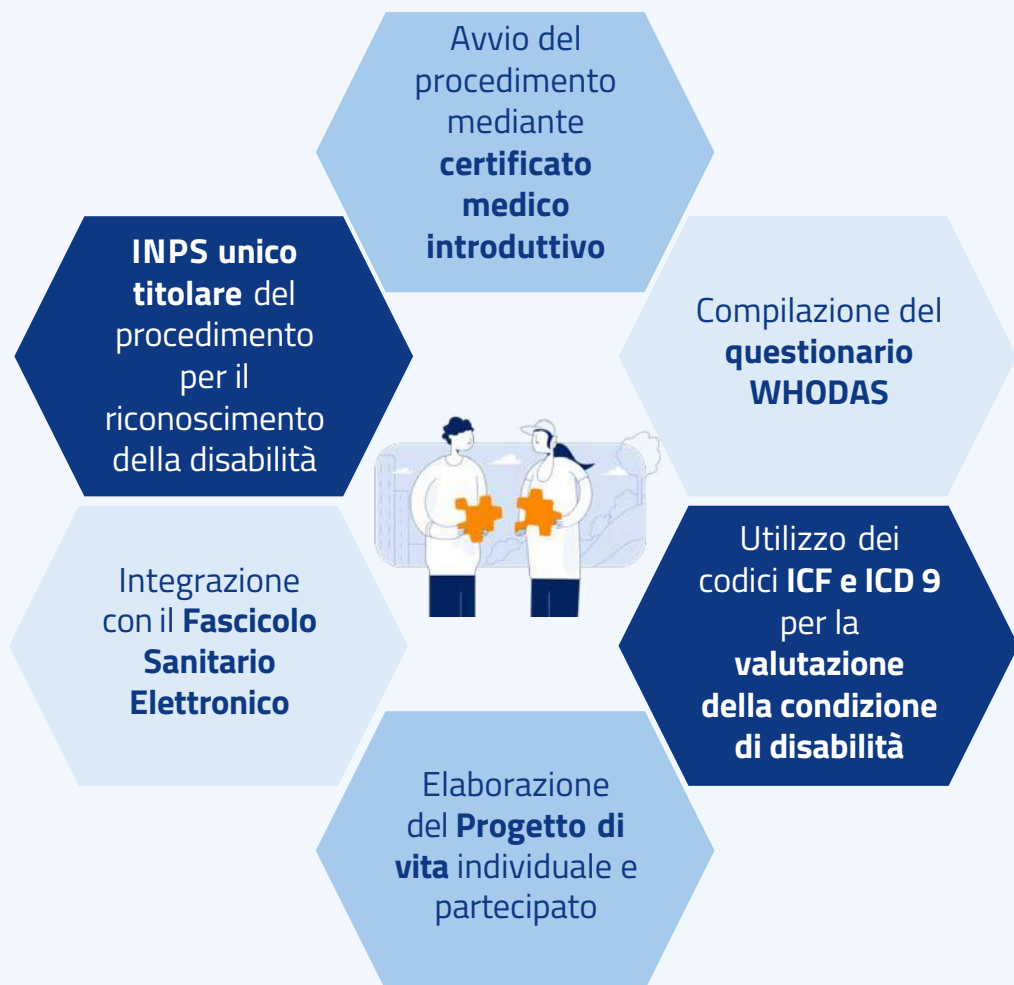 Avvio del
procedimento
mediante
certificato
medico
introduttivo
INPS unico
titolare del
procedimento
per il
riconoscimento
della disabilità
Compilazione del
questionario
WHODAS
Integrazione
con il Fascicolo
Sanitario
Elettronico
Utilizzo dei
codici ICF e ICD 9
per la
valutazione
della condizione
di disabilità
Elaborazione
del Progetto di
vita individuale e
partecipato